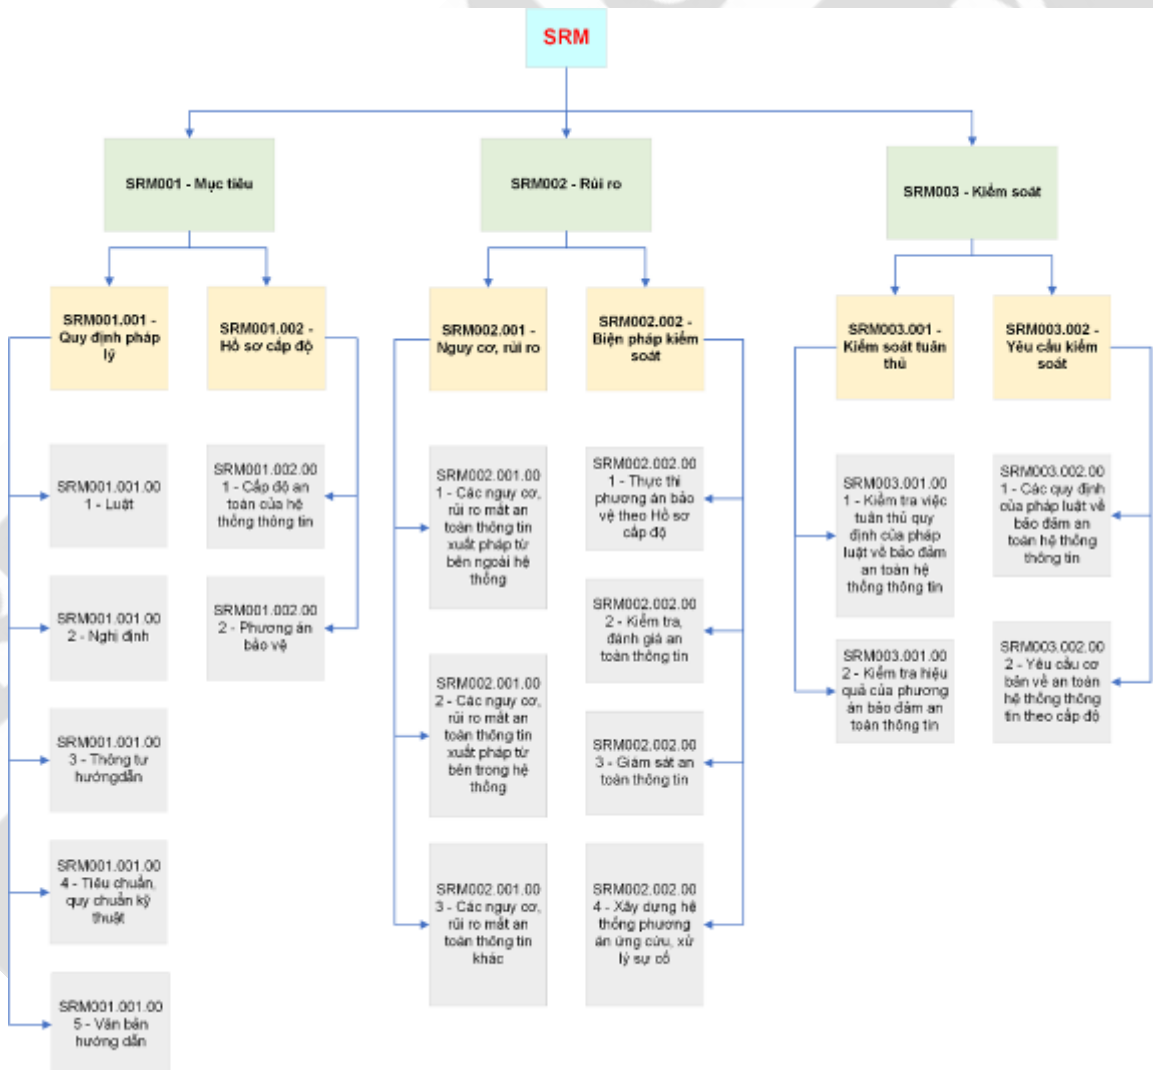 SRM
SRM001 - Mục tiêu
SRM002 - Rủi ro
SRM003 - Kiểm soát
SRM001.001 -
Quy định pháp
lý
SRM001.002 -
Hồ sơ cấp độ
SRM002.001 -
Nguy cơ, rủi ro
SRM002.002 -
Biện pháp kiểm
soát
SRM003.001 -
Kiểm soát tuân
thủ
SRM003.002 -
Yêu cầu kiểm
soát
SRM001.001.00
1 - Luật
SRM001.001.00
2 - Nghị định
SRM001.001.00
3 - Thông tư
hướngdẫn
SRM001.001.00
4 - Tiêu chuẩn,
quy chuẩn kỹ
thuật
SRM001.001.00
5 - Văn bản
hướng dẫn
SRM001.002.00
1 - Cấp độ an
toàn của hệ
thống thông tin
SRM001.002.00
2 - Phương án
bảo vệ
SRM002.001.00
1 - Các nguy cơ,
rủi ro mất an
toàn thông tin
xuất pháp từ
bên ngoài hệ
thống
SRM002.001.00
2 - Các nguy cơ,
rủi ro mất an
toàn thông tin
xuất pháp từ
bên trong hệ
thống
SRM002.001.00
3 - Các nguy cơ,
rủi ro mất an
toàn thông tin
khác
SRM002.002.00
1 - Thực thi
phương án bảo
vệ theo Hồ sơ
cấp độ
SRM002.002.00
2 - Kiểm tra,
đánh giá an
toàn thông tin
SRM002.002.00
3 - Giám sát an
toàn thông tin
SRM002.002.00
4 - Xây dựng hệ
thống phương
án ứng cứu, xử
lý sự cố
SRM003.001.00
1 - Kiểm tra việc
tuân thủ quy
định của pháp
luật về bảo đảm
an toàn hệ
thống thông tin
SRM003.001.00
2 - Kiểm tra hiệu
quả của phương
án bảo đảm an
toàn thông tin
SRM003.002.00
1 - Các quy định
của pháp luật về
bảo đảm an
toàn hệ thống
thông tin
SRM003.002.00
2 - Yêu cầu cơ
bản về an toàn
hệ thống thông
tin theo cấp độ